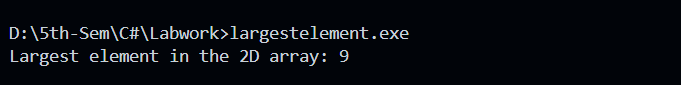 D:\5th-Sem\C#\Labwork>largestelement.exe
Largest element in the 2D array: 9